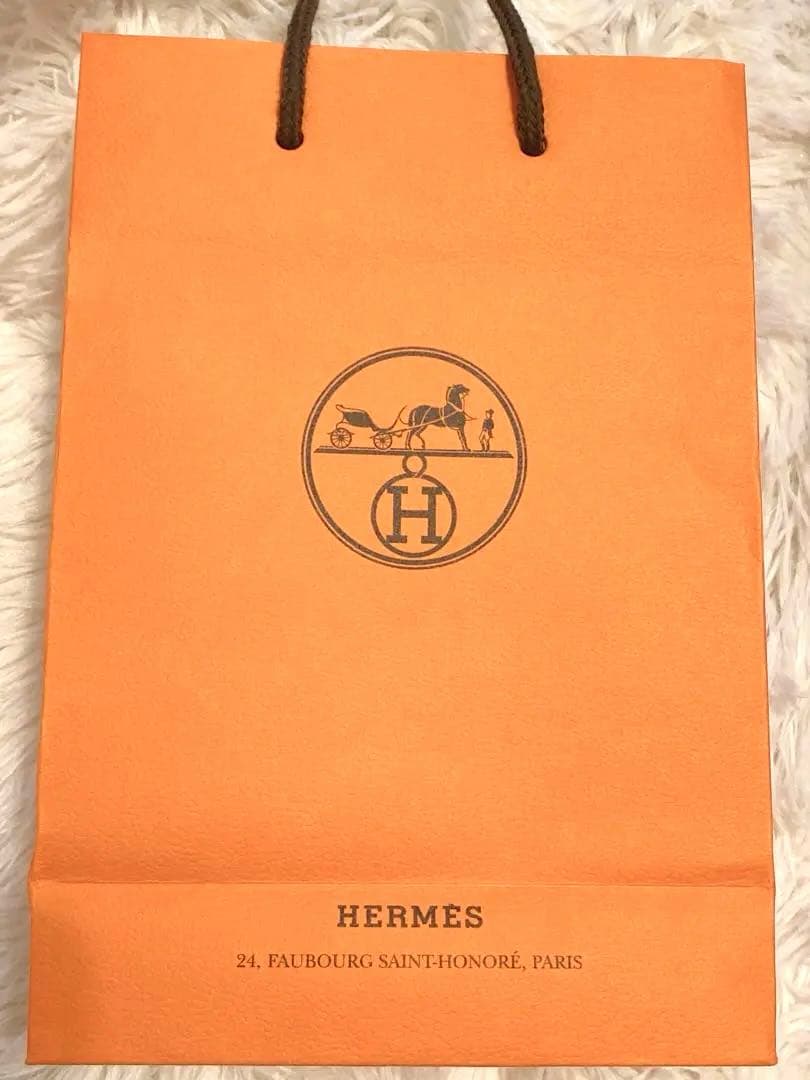 H
HERMÈS
24, FAUBOURG SAINT-HONORÉ, PARIS